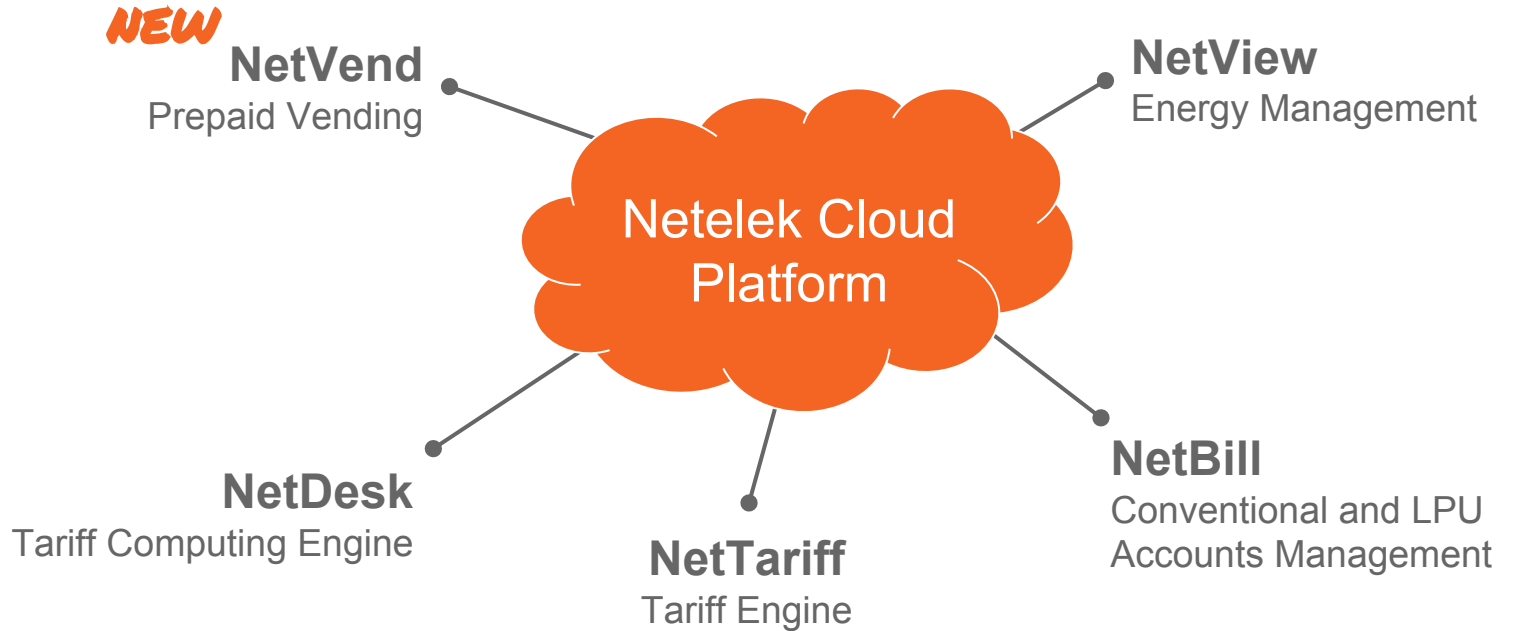 NEW
NetVend
Prepaid Vending
NetView
Energy Management
Netelek Cloud
Platform
NetDesk
Tariff Computing Engine
NetTariff
Tariff Engine
NetBill
Conventional and LPU
Accounts Management